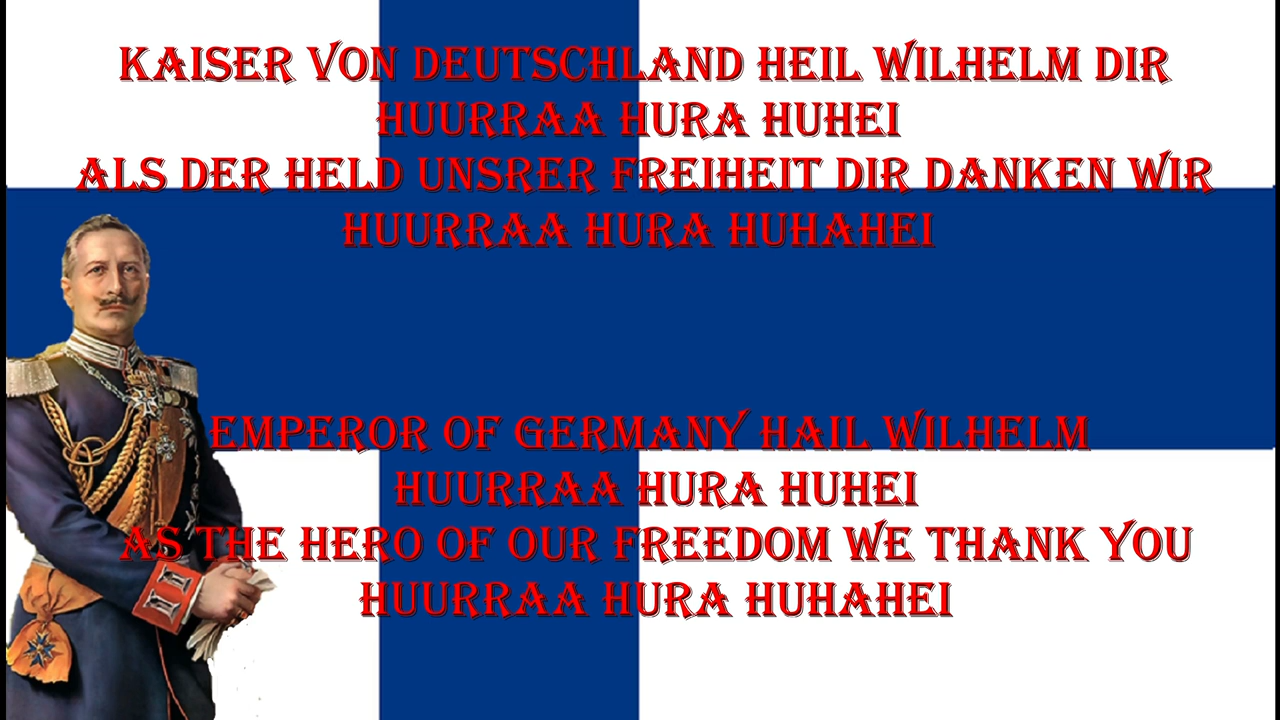 KAISER VON DEUTSCHLAND HEIL WILHELM DIR
HUURRAA HURA HUHEI
ALS DER HELD UNSRER FREIHEIT DIR DANKEN WIR
HUURRAA HURA HUHAHEI
EMPEROR OF GERMANY HAIL WILHELM
HUURRAA HURA HUHEI
AS THE HERO OF OUR FREEDOM WE THANK YOU
HUURRAA HURA HUHAHEI